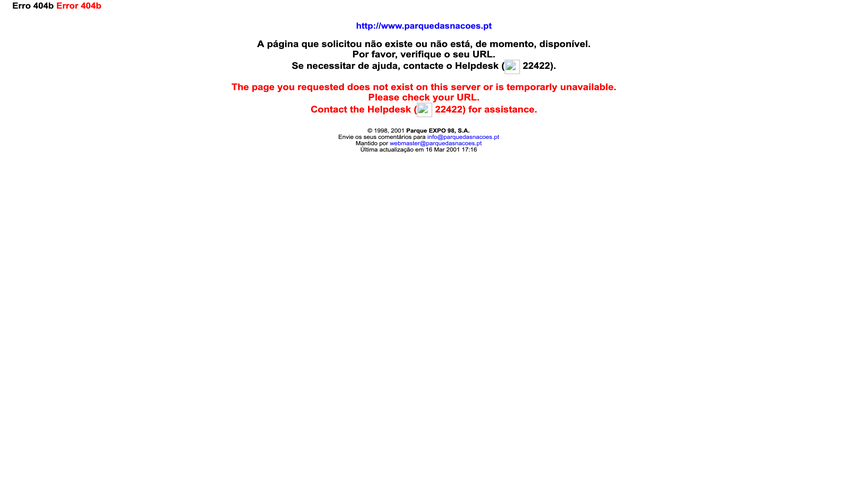 Erro 404b Error 404b
http://www.parquedasnacoes.pt
A página que solicitou não existe ou não está, de momento, disponível.
Por favor, verifique o seu URL.
Se necessitar de ajuda, contacte o Helpdesk ( 22422).
The page you requested does not exist on this server or is temporarly unavailable.
Please check your URL.
Contact the Helpdesk ( 22422) for assistance.
© 1998, 2001 Parque EXPO 98, S.A.
Envie os seus comentários para info@parquedasnacoes.pt
Mantido por webmaster@parquedasnacoes.pt
Última actualização em 16 Mar 2001 17:16